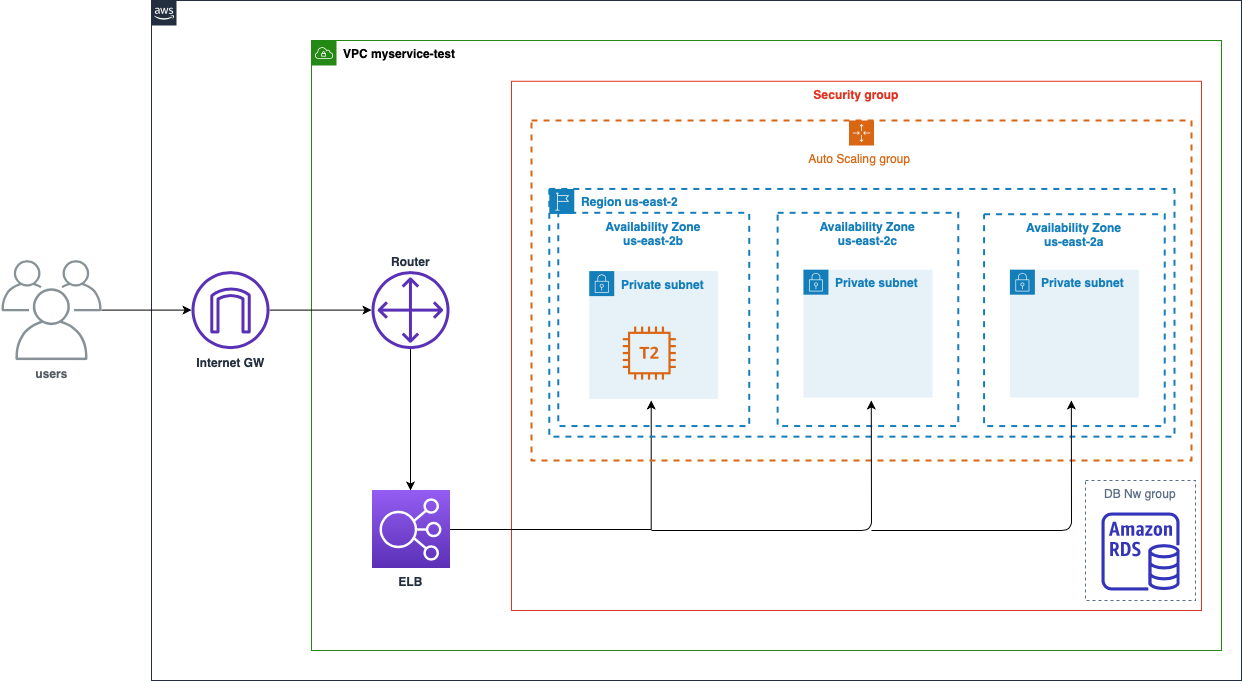 aws
VPC myservice-test
Security group
Auto Scaling group
Region us-east-2
Availability Zone
us-east-2b
Availability Zone
us-east-2c
Availability Zone
us-east-2a
Private subnet
Private subnet
Private subnet
T2
Router
Internet GW
users
ELB
DB Nw group
Amazon
RDS